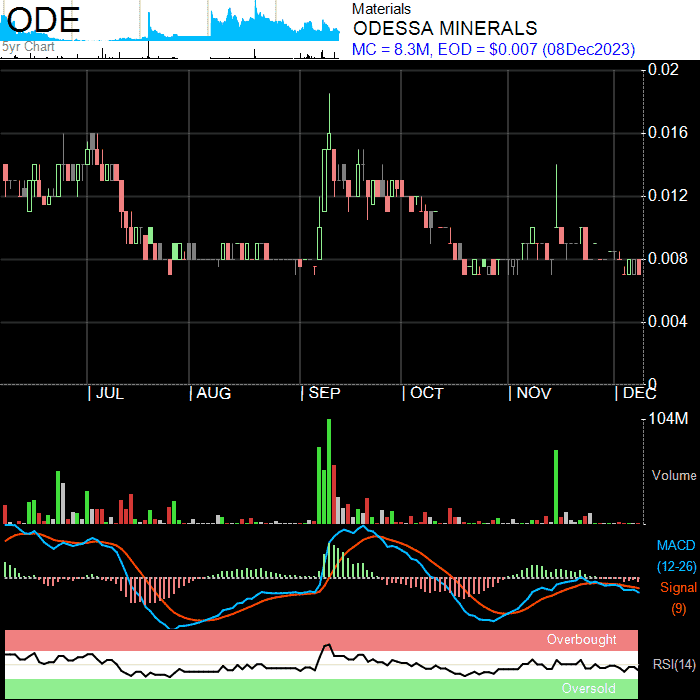 ODE
5yr Chart
Materials
ODESSA MINERALS
MC = 8.3M, EOD = $0.007 (08Dec2023)
0.02
0.016
0.012
0.008
0.004
0
JUL AUG SEP OCT NOV DEC
104M
Volume
MACD
(12-26)
Signal
(9)
Overbought
RSI(14)
Oversold